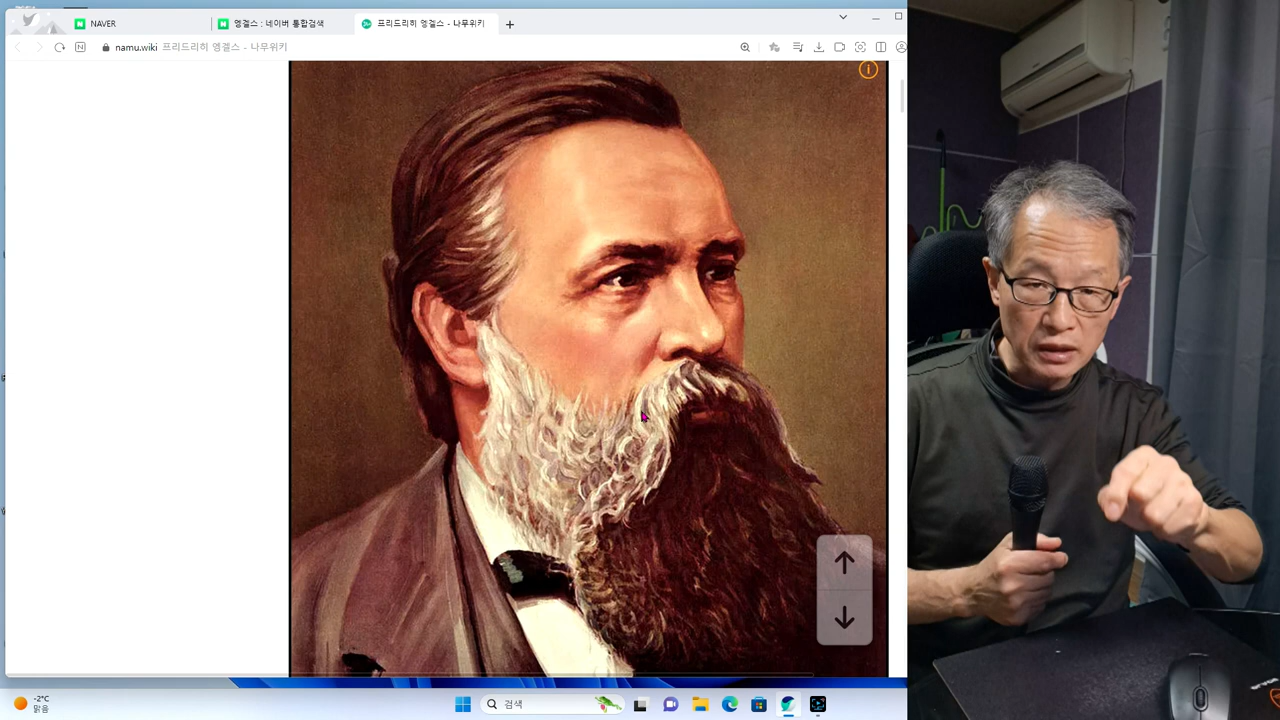 NAVER
엥겔스 : 네이버 통합검색
프리드리히 엥겔스 - 나무위키
namu.wiki 프리드리히 엥겔스 - 나무위키
-2°C
맑음
검색